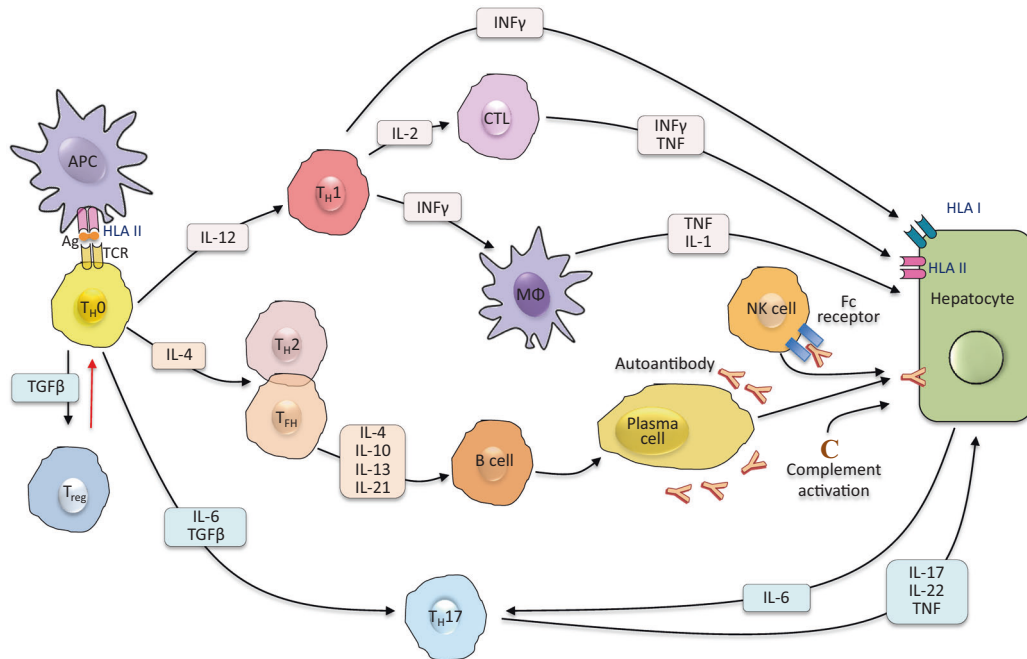 INFγ
APC
CTL
IL-2
INFγ
TNF
HLA I
TH1
HLA II
Ag
TCR
IL-12
INFγ
TNF
IL-1
HLA II
TH0
MΦ
NK cell
Fc
receptor
Hepatocyte
TH2
IL-4
Autoantibody
TGFβ
TFH
Plasma
cell
IL-4
IL-10
IL-13
IL-21
B cell
C
Complement
activation
Treg
IL-6
TGFβ
IL-17
IL-22
TNF
IL-6
TH17